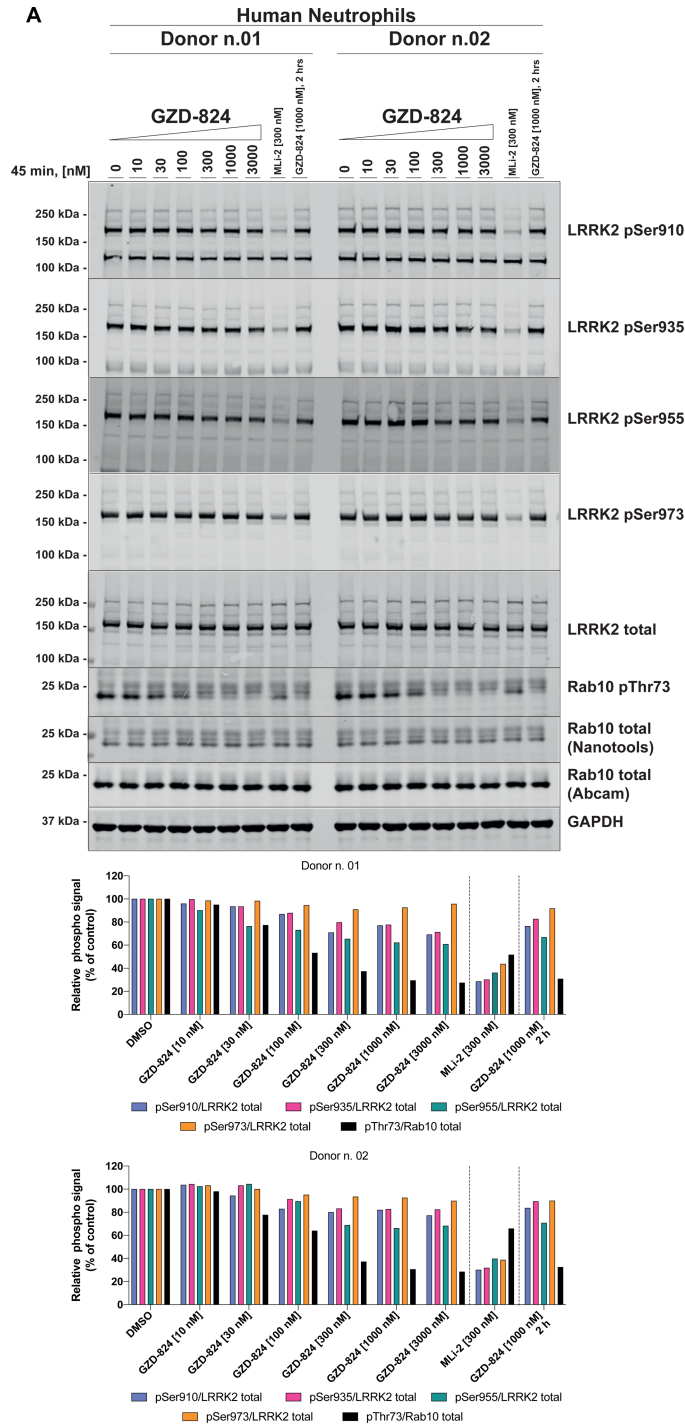 A
Human Neutrophils
Donor n.01
Donor n.02
GZD-824
MLi-2 [300 nM]
GZD-824 [1000 nM], 2 hrs
GZD-824
MLi-2 [300 nM]
GZD-824 [1000 nM], 2 hrs
45 min, [nM]
0 10 30 100 300 1000 3000
0 10 30 100 300 1000 3000
250 kDa -
150 kDa -
100 kDa -
LRRK2 pSer910
250 kDa -
150 kDa -
100 kDa -
LRRK2 pSer935
250 kDa -
150 kDa -
100 kDa -
LRRK2 pSer955
250 kDa -
150 kDa -
100 kDa -
LRRK2 pSer973
250 kDa -
150 kDa -
100 kDa -
LRRK2 total
25 kDa -
Rab10 pThr73
25 kDa -
Rab10 total
(Nanotools)
25 kDa -
Rab10 total
(Abcam)
37 kDa -
GAPDH
Donor n. 01
Relative phospho signal
(% of control)
120
100
80
60
40
20
0
DMSO
GZD-824 [10 nM]
GZD-824 [30 nM]
GZD-824 [100 nM]
GZD-824 [300 nM]
GZD-824 [1000 nM]
GZD-824 [3000 nM]
MLi-2 [300 nM]
GZD-824 [1000 nM]
2 h
pSer910/LRRK2 total pSer935/LRRK2 total pSer955/LRRK2 total
pSer973/LRRK2 total pThr73/Rab10 total
Donor n. 02
Relative phospho signal
(% of control)
120
100
80
60
40
20
0
DMSO
GZD-824 [10 nM]
GZD-824 [30 nM]
GZD-824 [100 nM]
GZD-824 [300 nM]
GZD-824 [1000 nM]
GZD-824 [3000 nM]
MLi-2 [300 nM]
GZD-824 [1000 nM]
2 h
pSer910/LRRK2 total pSer935/LRRK2 total pSer955/LRRK2 total
pSer973/LRRK2 total pThr73/Rab10 total